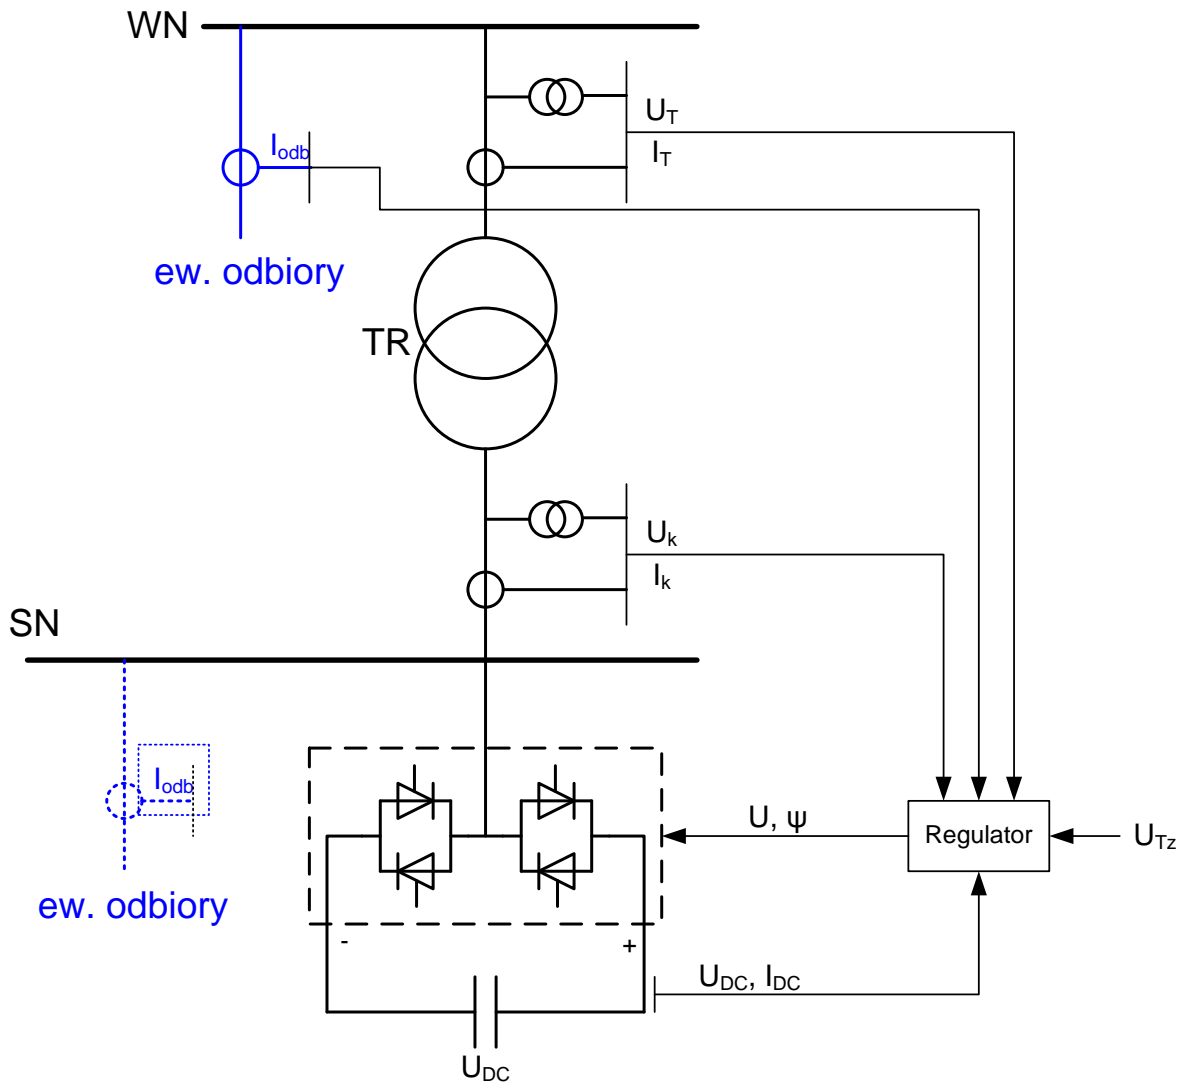 WN
U_T
I_T
I_odb
ew. odbiory
TR
U_k
I_k
SN
I_odb
U, ψ
Regulator
U_Tz
ew. odbiory
-
+
U_DC, I_DC
U_DC